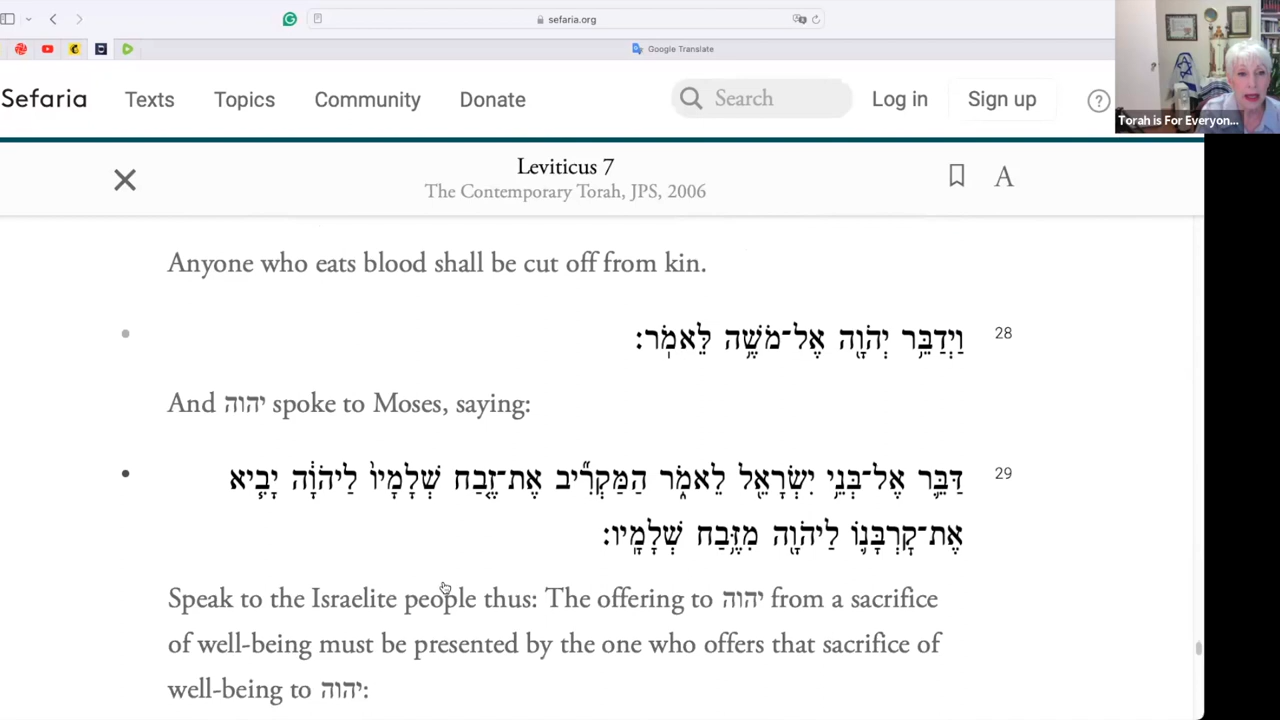 sefaria.org
Google Translate
Sefaria Texts Topics Community Donate Search Log in Sign up
Torah is For Everyon...
Leviticus 7
The Contemporary Torah, JPS, 2006
A
Anyone who eats blood shall be cut off from kin.
28
וַיְדַבֵּ֥ר יְהֹוָ֖ה אֶל־מֹשֶׁ֥ה לֵּאמֹֽר׃
And יהוה spoke to Moses, saying:
29
דַּבֵּ֛ר אֶל־בְּנֵ֥י יִשְׂרָאֵ֖ל לֵאמֹ֑ר הַמַּקְרִ֞יב אֶת־זֶ֤בַח שְׁלָמָיו֙ לַיהֹוָ֔ה יָבִ֧יא
אֶת־קׇרְבָּנ֛וֹ לַיהֹוָ֖ה מִזֶּ֥בַח שְׁלָמָֽיו׃
Speak to the Israelite people thus: The offering to יהוה from a sacrifice
of well-being must be presented by the one who offers that sacrifice of
well-being to יהוה: